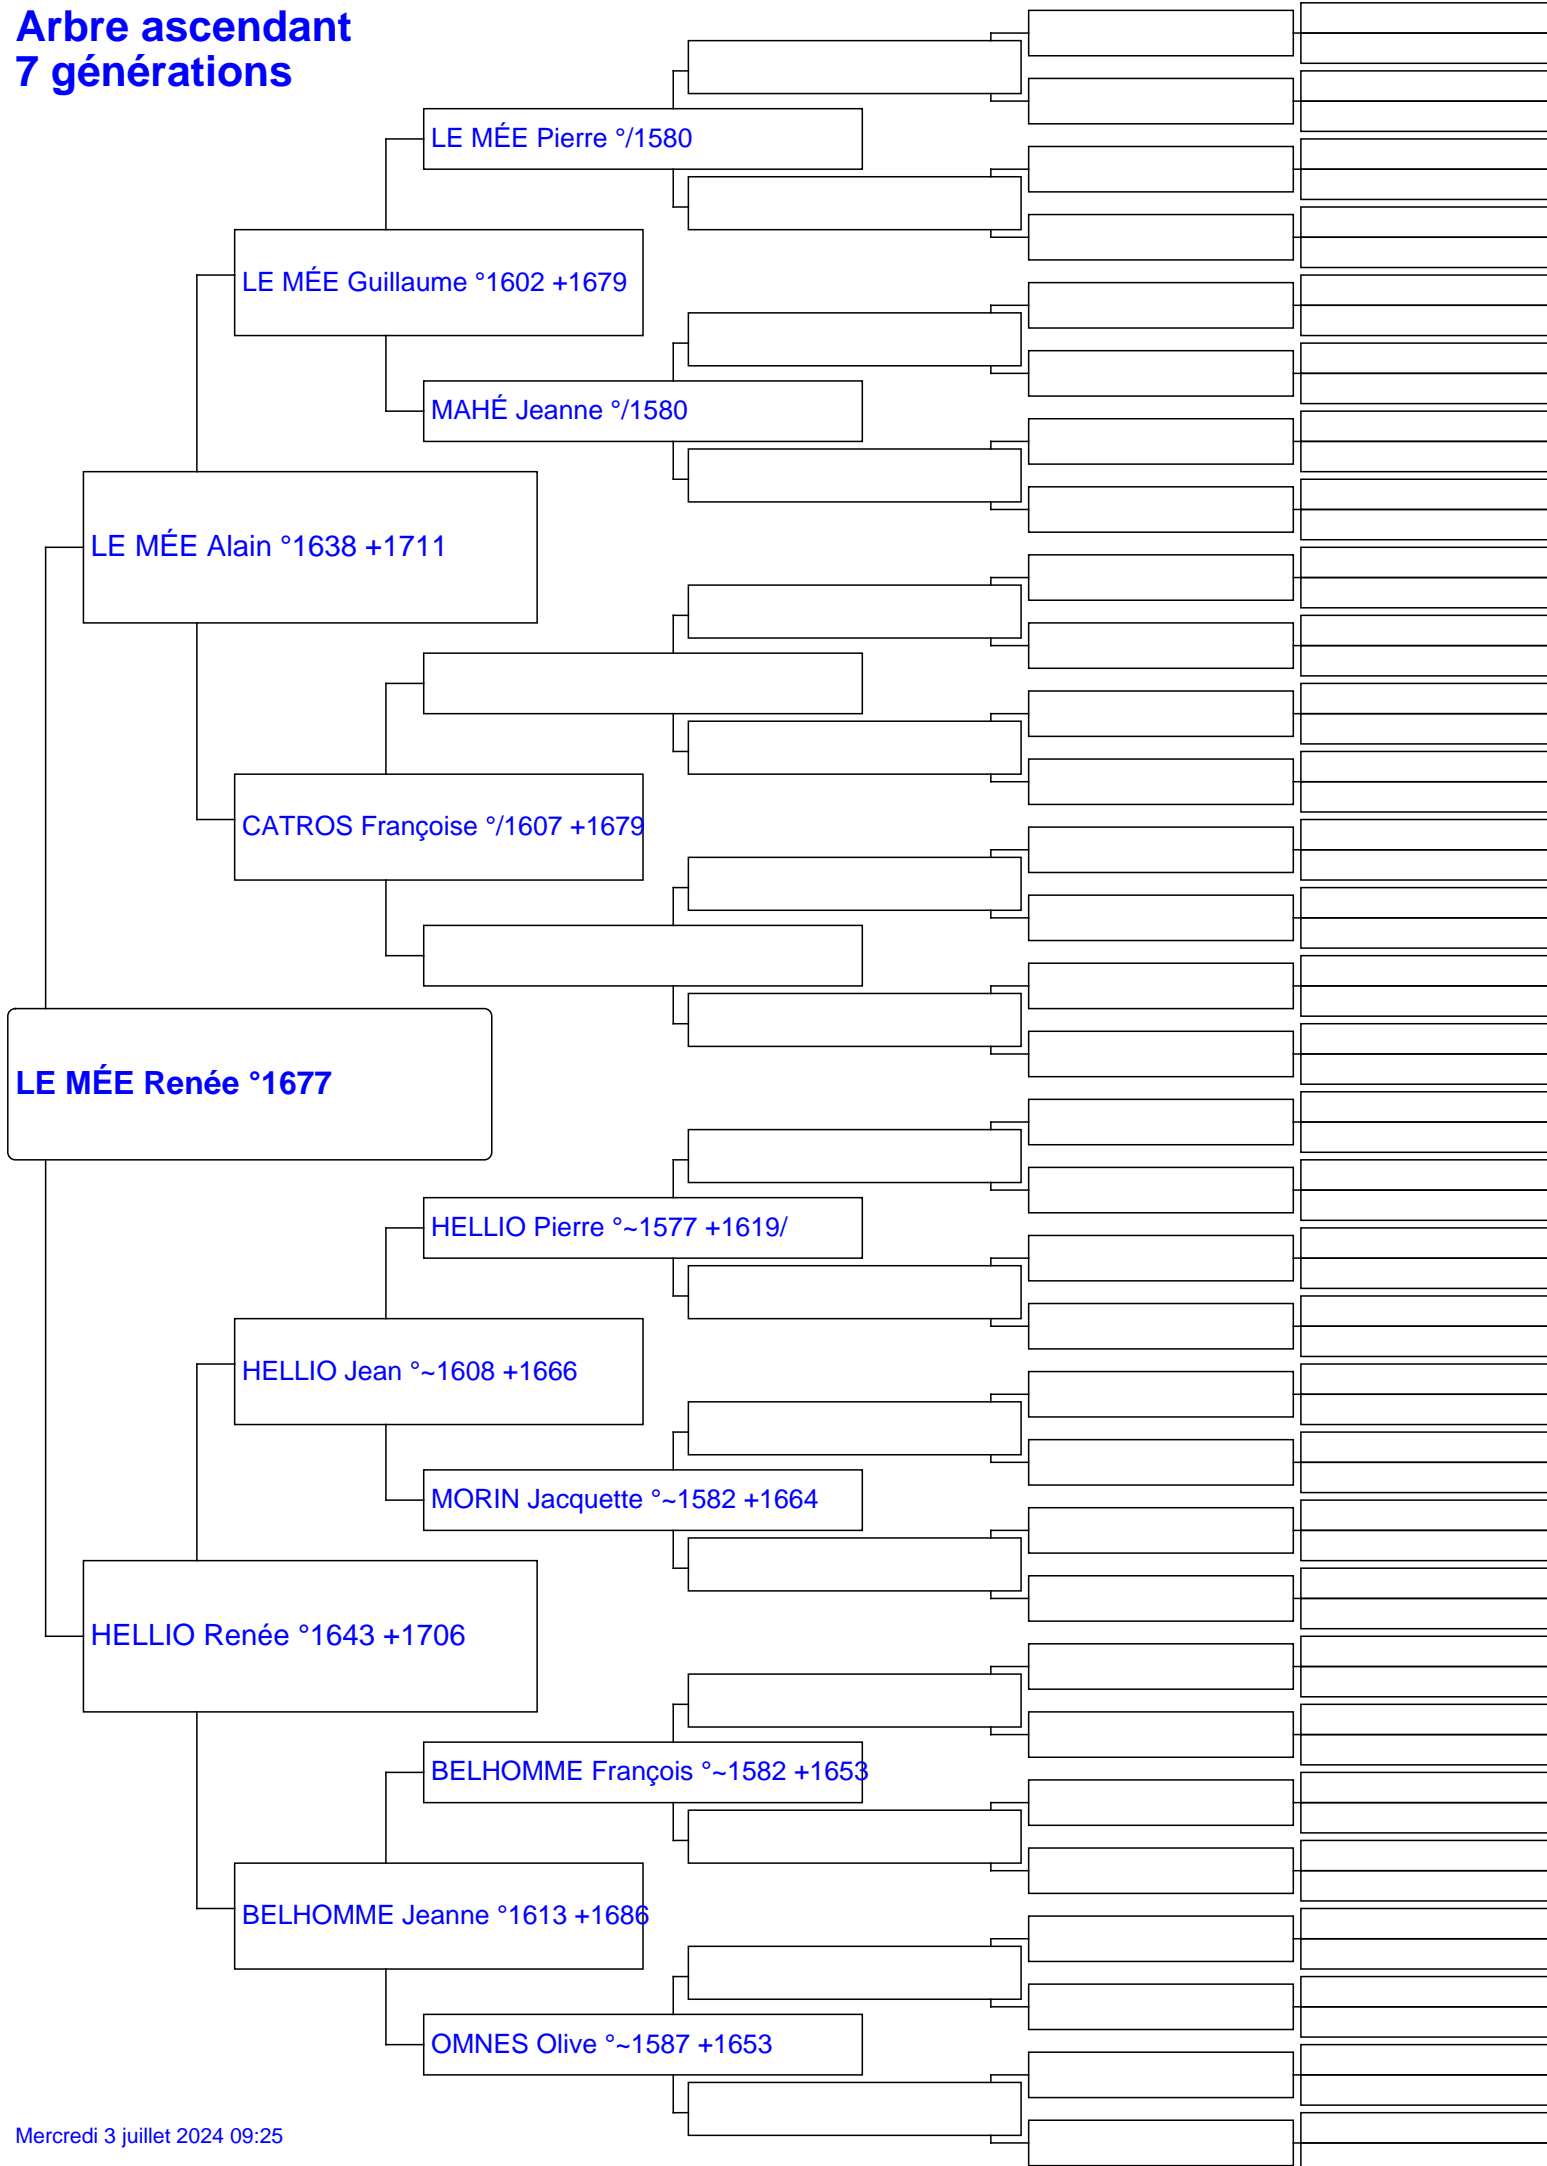 Arbre ascendant
7 générations
LE MÉE Pierre °/1580
LE MÉE Guillaume °1602 +1679
MAHÉ Jeanne °/1580
LE MÉE Alain °1638 +1711
CATROS Françoise °/1607 +1679
LE MÉE Renée °1677
HELLIO Pierre °~1577 +1619/
HELLIO Jean °~1608 +1666
MORIN Jacquette °~1582 +1664
HELLIO Renée °1643 +1706
BELHOMME François °~1582 +1653
BELHOMME Jeanne °1613 +1686
OMNES Olive °~1587 +1653
Mercredi 3 juillet 2024 09:25